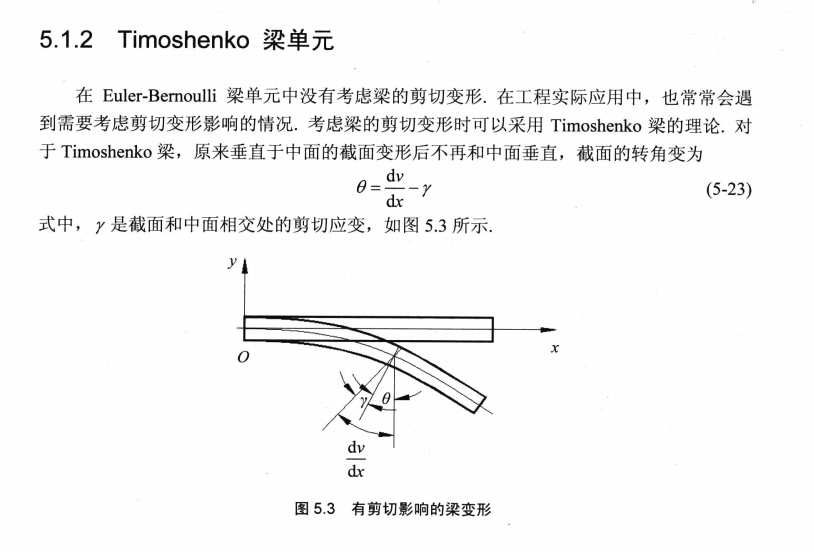 5.1.2 Timoshenko 梁单元
在 Euler-Bernoulli 梁单元中没有考虑梁的剪切变形. 在工程实际应用中，也常常会遇
到需要考虑剪切变形影响的情况. 考虑梁的剪切变形时可以采用 Timoshenko 梁的理论. 对
于 Timoshenko 梁，原来垂直于中面的截面变形后不再和中面垂直，截面的转角变为
θ = dv/dx − γ (5-23)
式中，γ 是截面和中面相交处的剪切应变，如图 5.3 所示.
y
O
x
γ θ
dv
dx
图 5.3 有剪切影响的梁变形